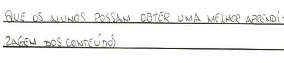 QUE OS ALUNOS POSSAM OBTER UMA MELHOR APRENDI-
ZAGEM DOS CONTEÚDOS.